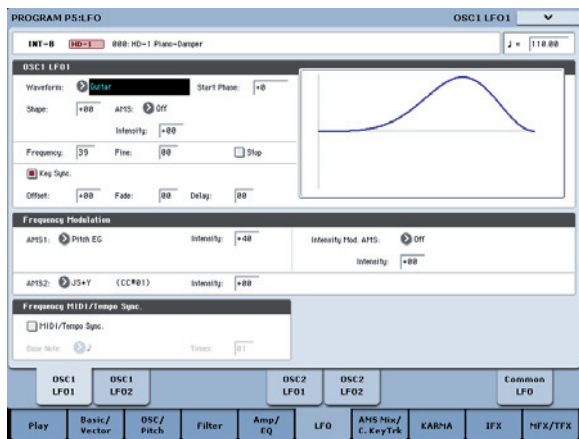 PROGRAM P5:LFO OSC1 LFO1
INT-B HD-1 000: HD-1 Piano-Damper ♩= 110.00
OSC1 LFO1
Waveform: Guitar Start Phase: +0
Shape: +00 AMS: Off
Intensity: +00
Frequency: 39 Fine: 00 Stop
Key Sync.
Offset: +00 Fade: 00 Delay: 00
Frequency Modulation
AMS1: Pitch EG Intensity: +40 Intensity Mod. AMS: Off
Intensity: +00
AMS2: JS+Y (CC#01) Intensity: +00
Frequency MIDI/Tempo Sync.
MIDI/Tempo Sync.
Base Note: ♪ Times: 01
OSC1 LFO1 OSC1 LFO2 OSC2 LFO1 OSC2 LFO2 Common LFO
Play Basic/Vector OSC/Pitch Filter Amp/EQ LFO AMS Mix/C.KeyTrk KARMA IFX MFX/TFX